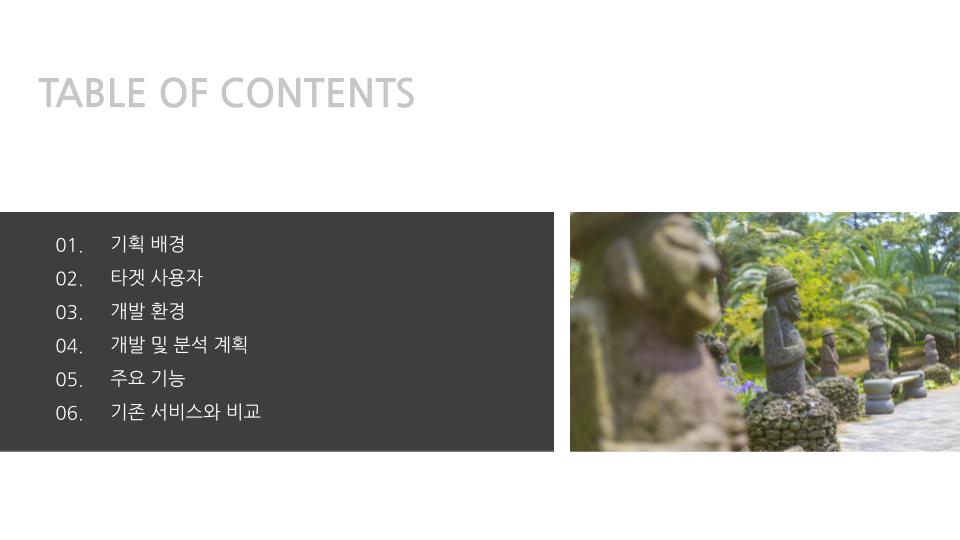 TABLE OF CONTENTS
01. 기획 배경
02. 타겟 사용자
03. 개발 환경
04. 개발 및 분석 계획
05. 주요 기능
06. 기존 서비스와 비교